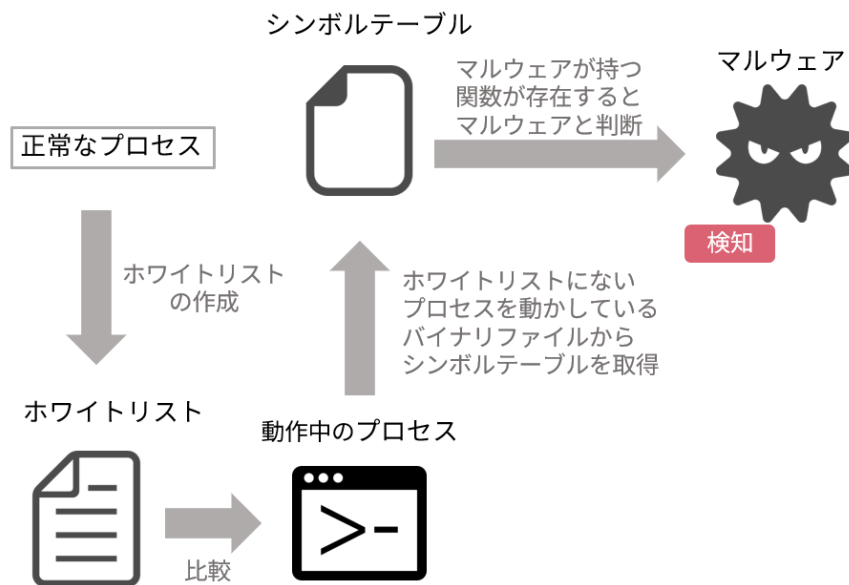 シンボルテーブル
マルウェアが持つ
関数が存在すると
マルウェアと判断
マルウェア
正常なプロセス
検知
ホワイトリスト
の作成
ホワイトリストにない
プロセスを動かしている
バイナリファイルから
シンボルテーブルを取得
ホワイトリスト
動作中のプロセス
比較